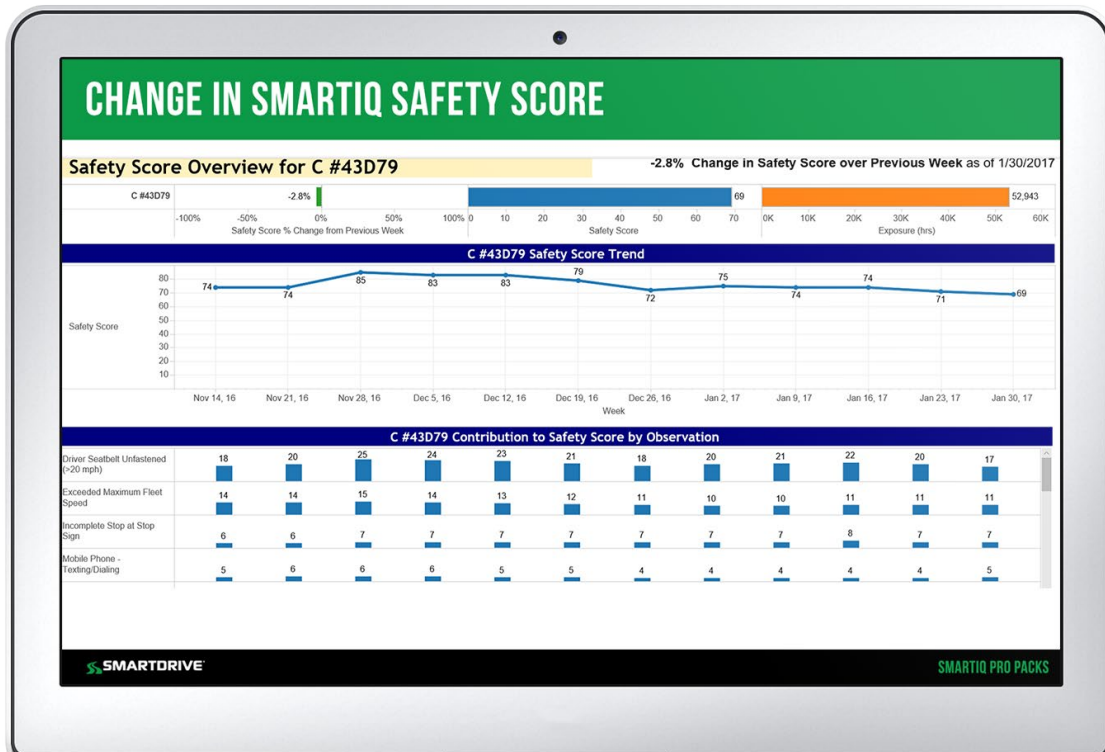 CHANGE IN SMARTIQ SAFETY SCORE
Safety Score Overview for C #43D79
-2.8% Change in Safety Score over Previous Week as of 1/30/2017
C #43D79 -2.8% 69 52,943
-100% -50% 0% 50% 100% 0 10 20 30 40 50 60 70 0K 10K 20K 30K 40K 50K 60K
Safety Score % Change from Previous Week Safety Score Exposure (hrs)
C #43D79 Safety Score Trend
80
70
60
50
40
30
20
10
Safety Score
74 74 85 83 83 79 72 75 74 74 71 69
Nov 14, 16 Nov 21, 16 Nov 28, 16 Dec 5, 16 Dec 12, 16 Dec 19, 16 Dec 26, 16 Jan 2, 17 Jan 9, 17 Jan 16, 17 Jan 23, 17 Jan 30, 17
Week
C #43D79 Contribution to Safety Score by Observation
Driver Seatbelt Unfastened
(>20 mph)
18 20 25 24 23 21 18 20 21 22 20 17
Exceeded Maximum Fleet
Speed
14 14 15 14 13 12 11 10 10 11 11 11
Incomplete Stop at Stop
Sign
6 6 7 7 7 7 7 7 7 8 7 7
Mobile Phone -
Texting/Dialing
5 6 6 6 5 5 4 4 4 4 4 5
SMARTDRIVE
SMARTIQ PRO PACKS